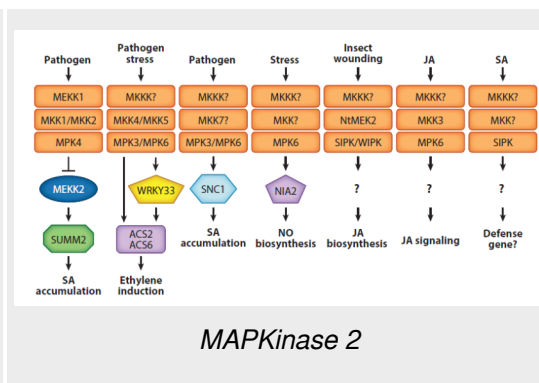 Pathogen
Pathogen
stress
Pathogen
Stress
Insect
wounding
JA
SA
MEKK1
MKKK?
MKKK?
MKKK?
MKKK?
MKKK?
MKKK?
MKK1/MKK2
MKK4/MKK5
MKK7?
MKK?
NtMEK2
MKK3
MKK?
MPK4
MPK3/MPK6
MPK3/MPK6
MPK6
SIPK/WIPK
MPK6
SIPK
MEKK2
WRKY33
SNC1
NIA2
?
?
?
SUMM2
ACS2
ACS6
SA
accumulation
NO
biosynthesis
JA
biosynthesis
JA signaling
Defense
gene?
SA
accumulation
Ethylene
induction
MAPKinase 2